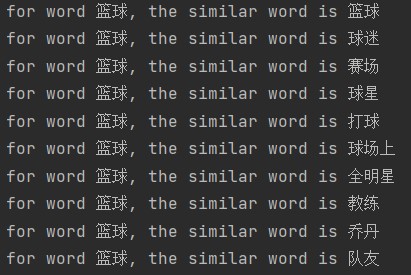 for word 篮球, the similar word is 篮球
for word 篮球, the similar word is 球迷
for word 篮球, the similar word is 赛场
for word 篮球, the similar word is 球星
for word 篮球, the similar word is 打球
for word 篮球, the similar word is 球场上
for word 篮球, the similar word is 全明星
for word 篮球, the similar word is 教练
for word 篮球, the similar word is 乔丹
for word 篮球, the similar word is 队友